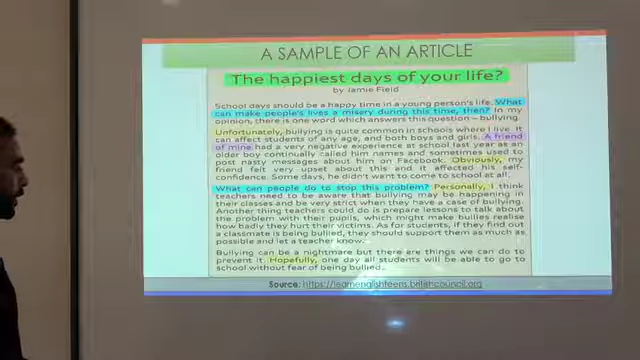 A SAMPLE OF AN ARTICLE
The happiest days of your life?
by Jamie Field
School days should be a happy time in a young person's life. What
can make people's lives a misery during this time, then? In my
opinion, there is one word which answers this question – bullying.
Unfortunately, bullying is quite common in schools where I live. It
can affect students of any age, and both boys and girls. A friend
of mine had a very negative experience at school last year as an
older boy continually called him names and sometimes used to
post nasty messages about him on Facebook. Obviously, my
friend felt very upset about this and it affected his self-
confidence. Some days, he didn't want to come to school at all.
What can people do to stop this problem? Personally, I think
teachers need to be aware that bullying may be happening in
their classes and be very strict when they have a case of bullying.
Another thing teachers could do is prepare lessons to talk about
the problem with their pupils, which might make bullies realise
how badly they hurt their victims. As for students, if they find out
a classmate is being bullied, they should support them as much as
possible and let a teacher know.
Bullying can be a nightmare but there are things we can do to
prevent it. Hopefully, one day all students will be able to go to
school without fear of being bullied.
Source: https://learnenglishteens.britishcouncil.org